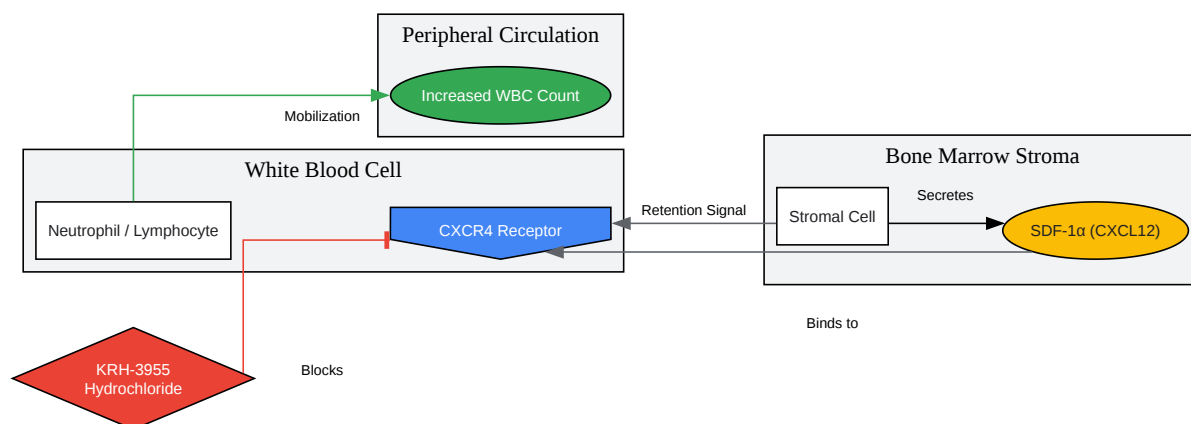 Peripheral Circulation
Increased WBC Count
Mobilization
White Blood Cell
Neutrophil / Lymphocyte
CXCR4 Receptor
Retention Signal
Bone Marrow Stroma
Stromal Cell
Secretes
SDF-1α (CXCL12)
Binds to
KRH-3955
Hydrochloride
Blocks